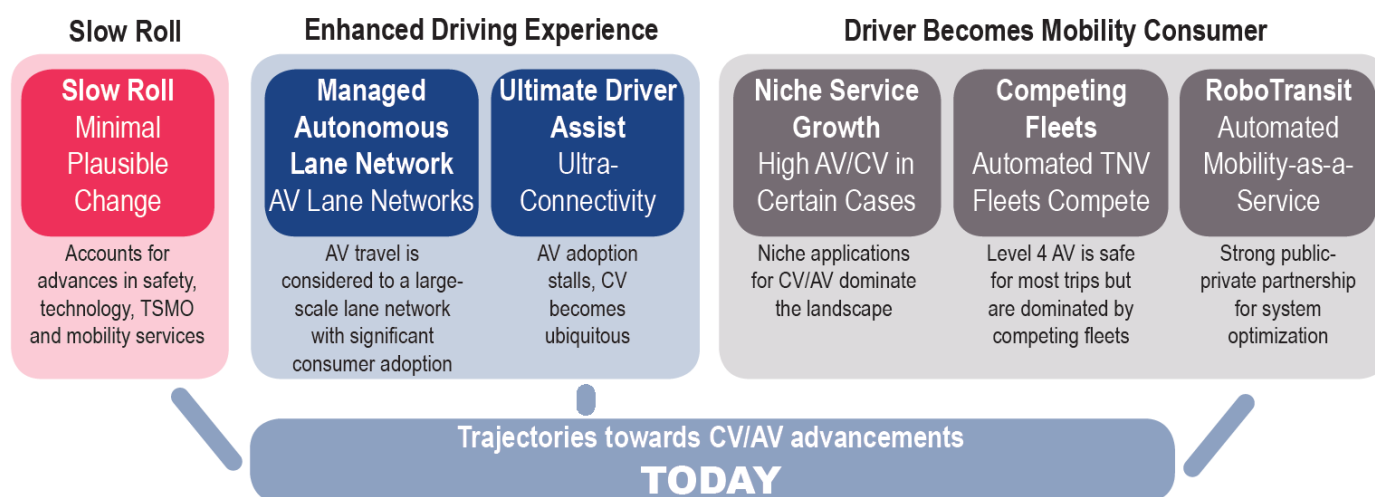 Slow Roll
Slow Roll
Minimal
Plausible
Change
Accounts for
advances in safety,
technology, TSMO
and mobility services
Enhanced Driving Experience
Managed
Autonomous
Lane Network
AV Lane Networks
AV travel is
considered to a large-
scale lane network
with significant
consumer adoption
Ultimate Driver
Assist
Ultra-
Connectivity
AV adoption
stalls, CV
becomes
ubiquitous
Driver Becomes Mobility Consumer
Niche Service
Growth
High AV/CV in
Certain Cases
Niche applications
for CV/AV dominate
the landscape
Competing
Fleets
Automated TNV
Fleets Compete
Level 4 AV is safe
for most trips but
are dominated by
competing fleets
RoboTransit
Automated
Mobility-as-a-
Service
Strong public-
private partnership
for system
optimization
Trajectories towards CV/AV advancements
TODAY